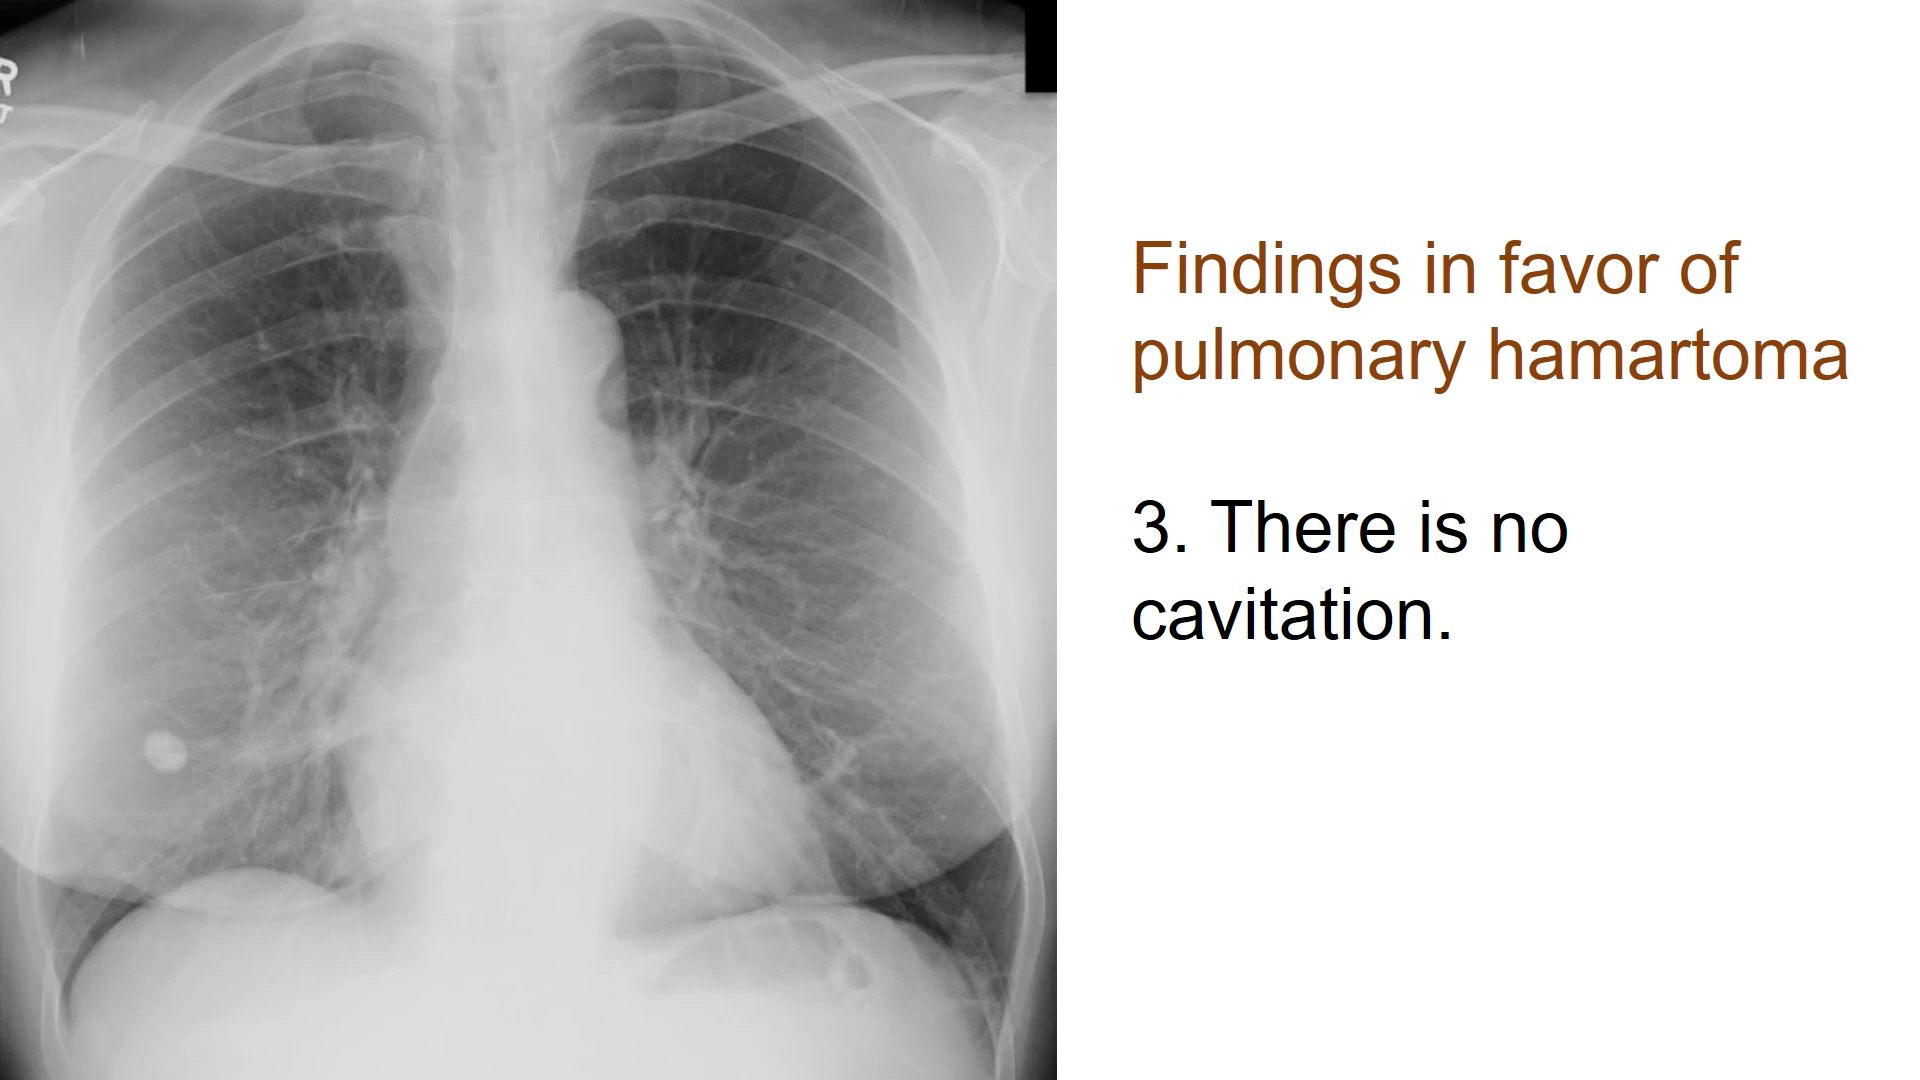 R
Findings in favor of
pulmonary hamartoma
3. There is no
cavitation.